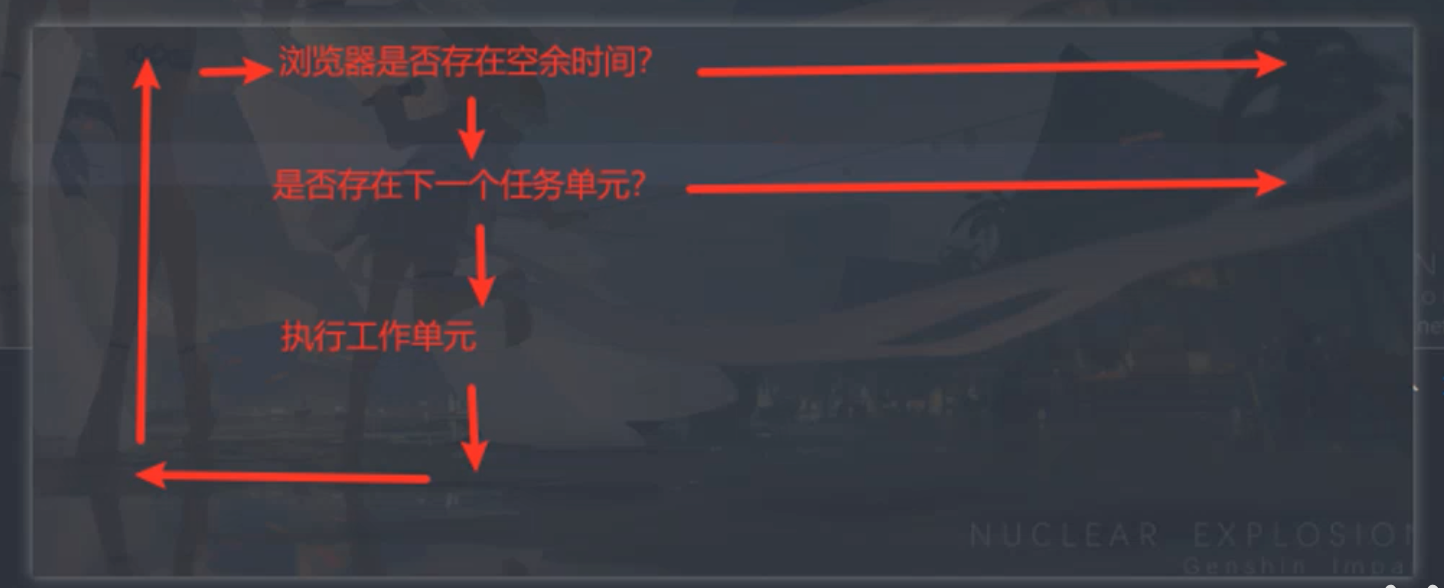 浏览器是否存在空余时间?
是否存在下一个任务单元?
执行工作单元
NUCLEAR EXPLOSION
Genshin Impa